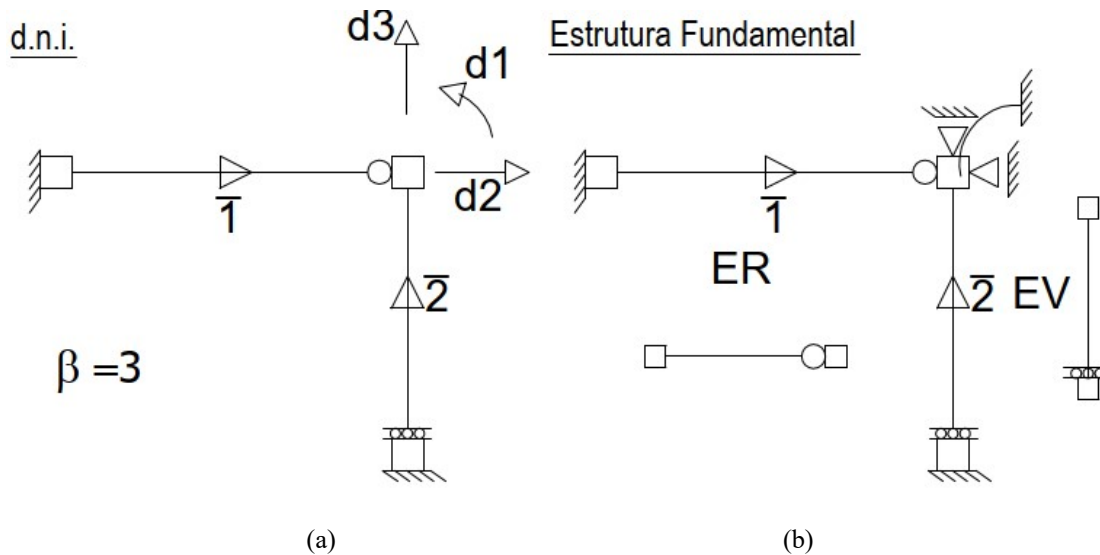 d.n.i.
d3
d1
d2
1̅
2̅
β =3
(a)
Estrutura Fundamental
1̅
ER
2̅ EV
(b)